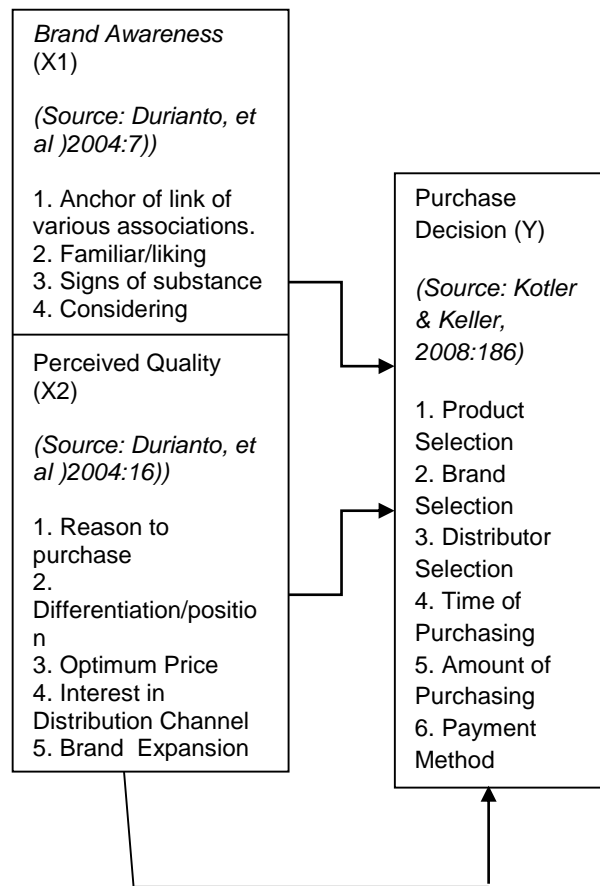 Brand Awareness
(X1)
(Source: Durianto, et
al )2004:7))
1. Anchor of link of
various associations.
2. Familiar/liking
3. Signs of substance
4. Considering
Perceived Quality
(X2)
(Source: Durianto, et
al )2004:16))
1. Reason to
purchase
2.
Differentiation/positio
n
3. Optimum Price
4. Interest in
Distribution Channel
5. Brand  Expansion
Purchase
Decision (Y)
(Source: Kotler
& Keller,
2008:186)
1. Product
Selection
2. Brand
Selection
3. Distributor
Selection
4. Time of
Purchasing
5. Amount of
Purchasing
6. Payment
Method